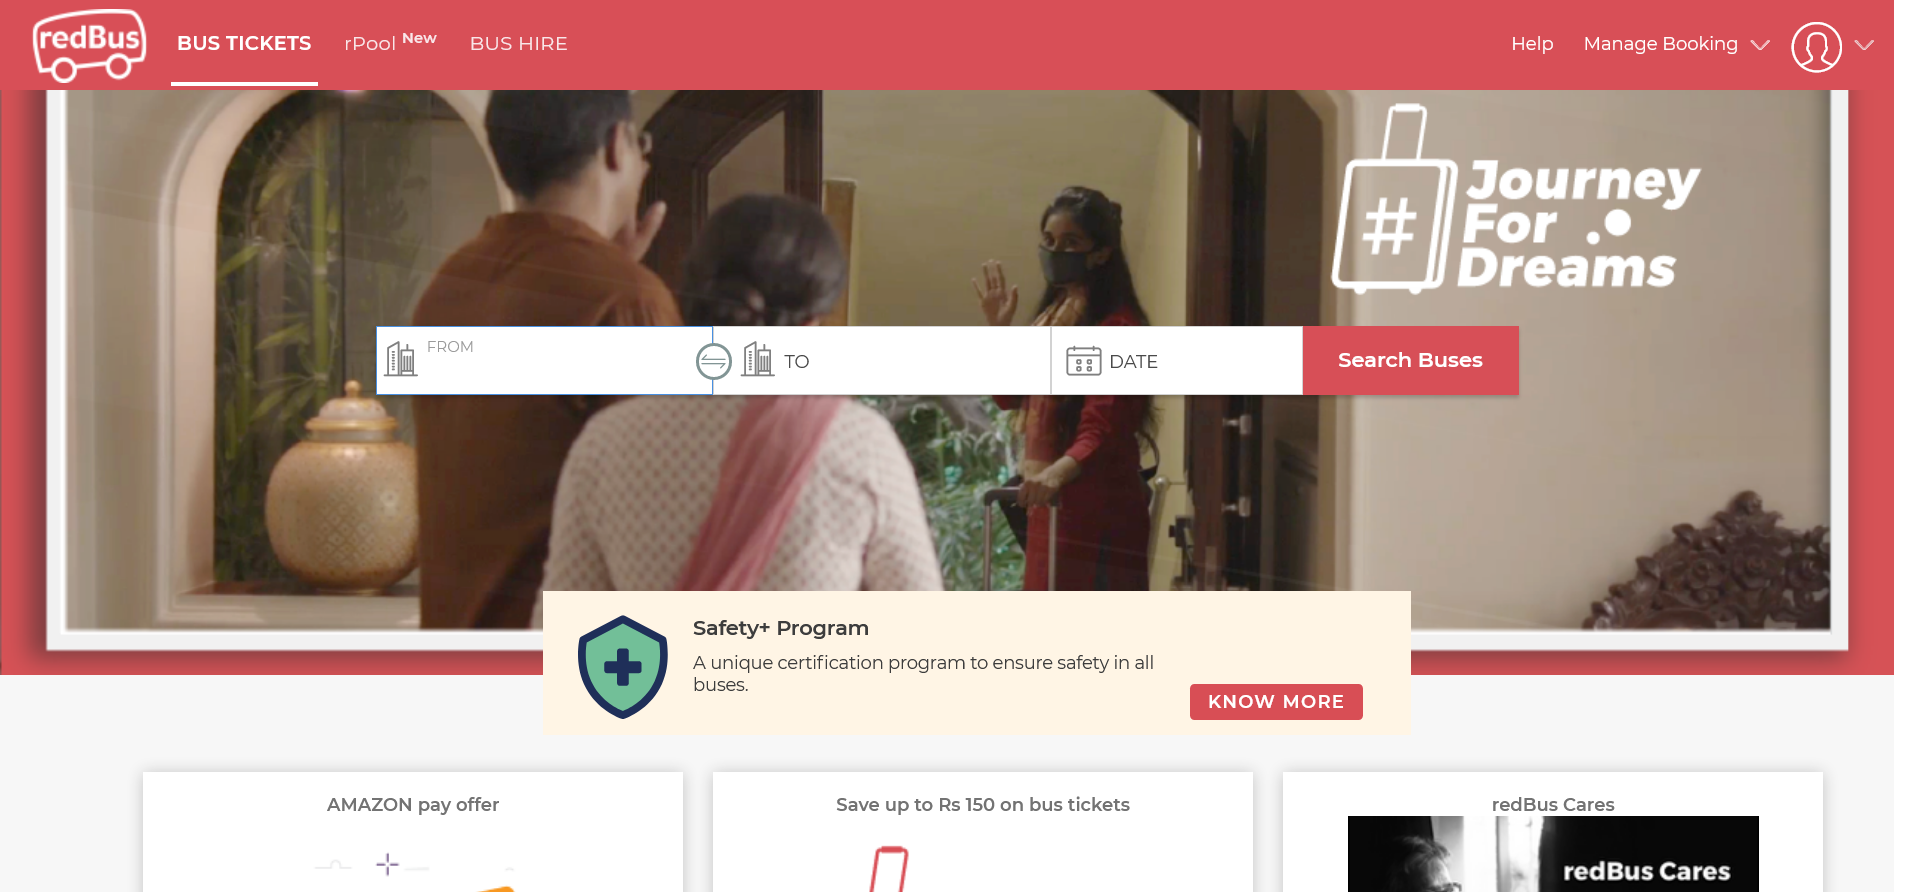 redBus
BUS TICKETS
rPool New
BUS HIRE
Help
Manage Booking
#
Journey
For
Dreams
FROM
TO
DATE
Search Buses
Safety+ Program
A unique certification program to ensure safety in all
buses.
KNOW MORE
AMAZON pay offer
Save up to Rs 150 on bus tickets
redBus Cares
redBus Cares